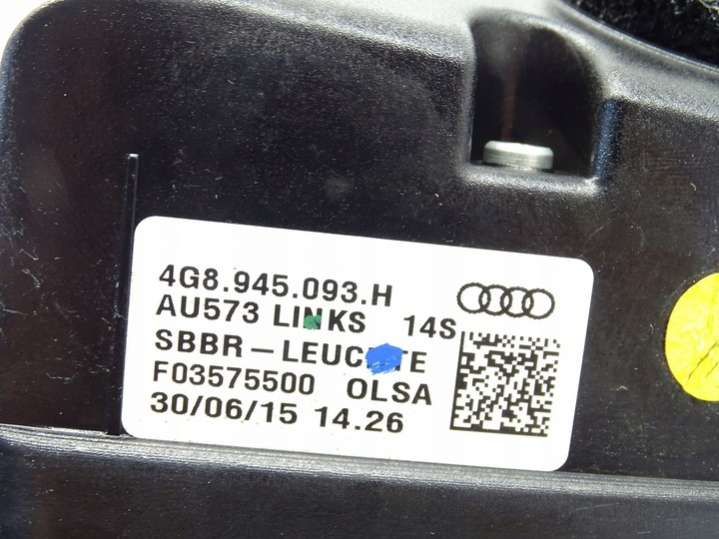 4G8.945.093.H
AU573 LINKS 14S
SBBR-LEUCHTE
F03575500 OLSA
30/06/15 14.26